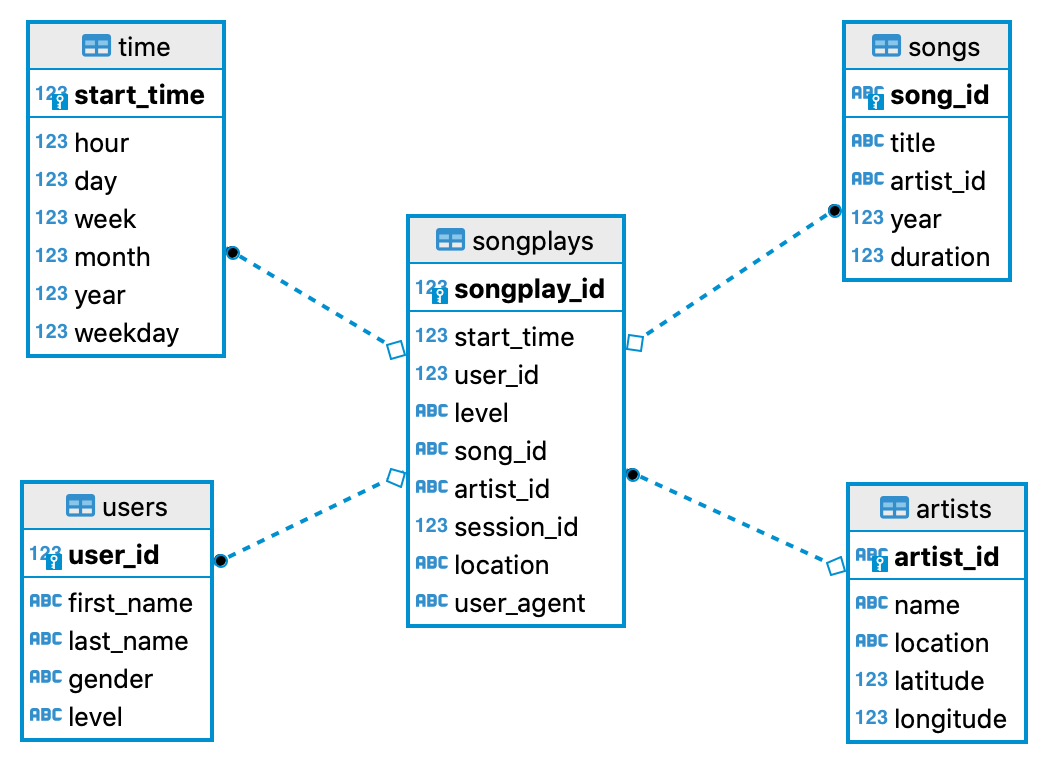 time
123 start_time
123 hour
123 day
123 week
123 month
123 year
123 weekday
songs
ABC song_id
ABC title
ABC artist_id
123 year
123 duration
songplays
123 songplay_id
123 start_time
123 user_id
ABC level
ABC song_id
ABC artist_id
123 session_id
ABC location
ABC user_agent
users
123 user_id
ABC first_name
ABC last_name
ABC gender
ABC level
artists
ABC artist_id
ABC name
ABC location
123 latitude
123 longitude